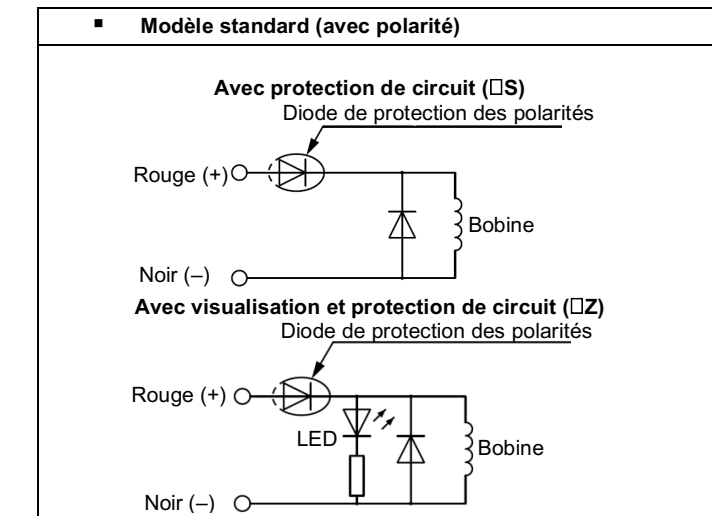 ▪ Modèle standard (avec polarité)
Avec protection de circuit (□S)
Diode de protection des polarités
Rouge (+)
Bobine
Noir (–)
Avec visualisation et protection de circuit (□Z)
Diode de protection des polarités
Rouge (+)
LED
Bobine
Noir (–)